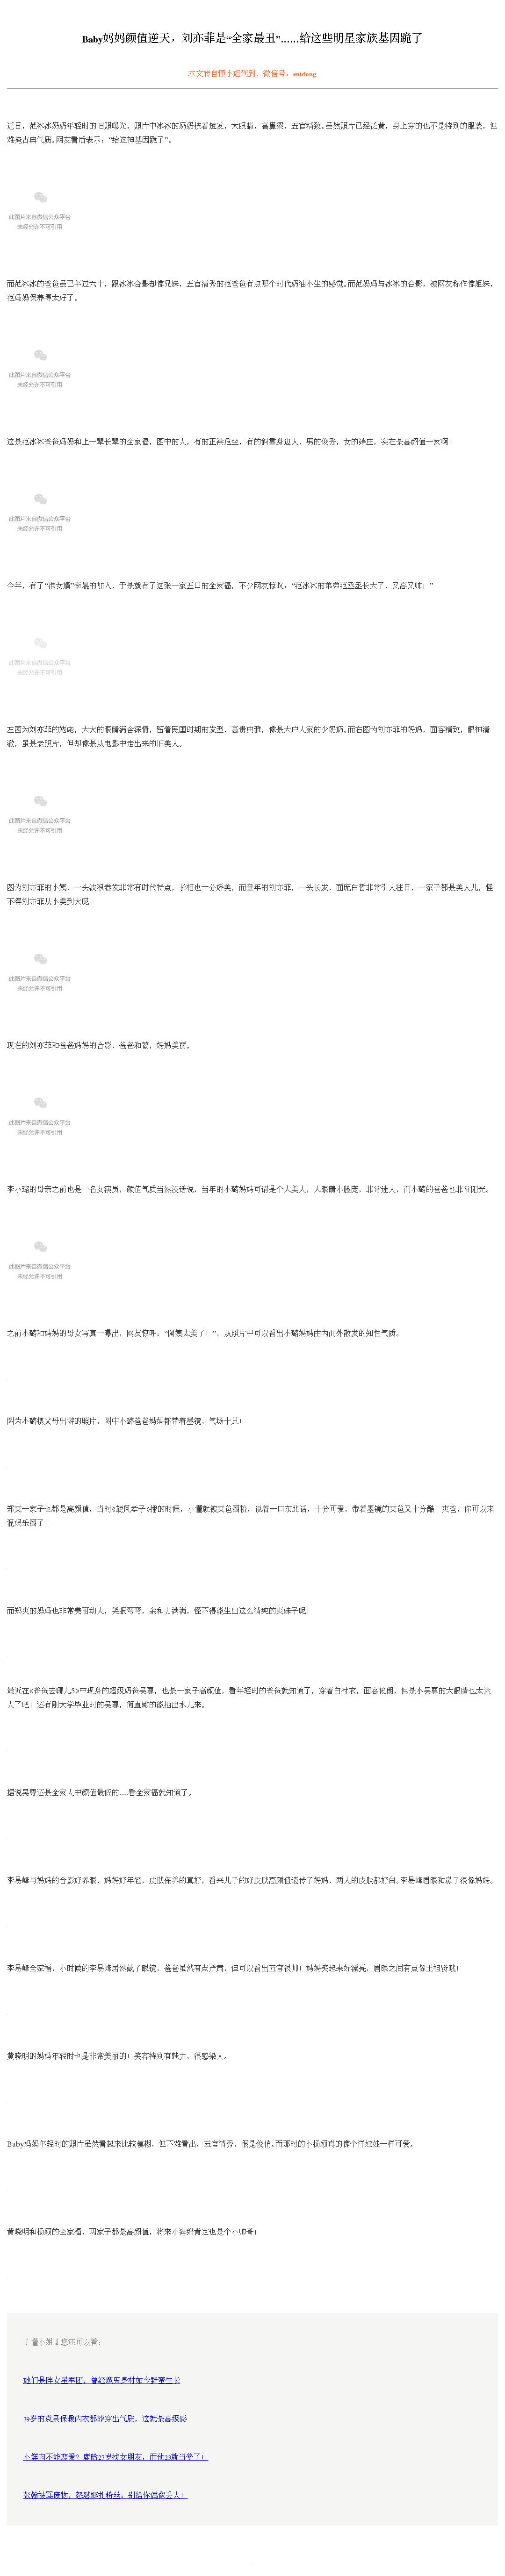 Baby妈妈颜值逆天，刘亦菲是“全家最丑”……给这些明星家族基因跪了
本文转自懂小姐驾到，微信号：entdong
近日，范冰冰奶奶年轻时的旧照曝光，照片中冰冰的奶奶梳着短发，大眼睛，高鼻梁，五官精致。虽然照片已经泛黄，身上穿的也不是特别的服装，但
难掩古典气质。网友看后表示，“给这神基因跪了”。
此图片来自微信公众平台
未经允许不可引用
而范冰冰的爸爸虽已年过六十，跟冰冰合影却像兄妹，五官清秀的范爸爸有点那个时代奶油小生的感觉。而范妈妈与冰冰的合影，被网友称作像姐妹，
范妈妈保养得太好了。
此图片来自微信公众平台
未经允许不可引用
这是范冰冰爸爸妈妈和上一辈长辈的全家福，图中的人，有的正襟危坐，有的斜靠身边人，男的俊秀，女的端庄，实在是高颜值一家啊！
此图片来自微信公众平台
未经允许不可引用
今年，有了“准女婿”李晨的加入，于是就有了这张一家五口的全家福，不少网友惊叹：“范冰冰的弟弟范丞丞长大了，又高又帅！”
此图片来自微信公众平台
未经允许不可引用
左图为刘亦菲的姥姥，大大的眼睛满含深情，留着民国时期的发型，高贵典雅，像是大户人家的少奶奶。而右图为刘亦菲的妈妈，面容精致，眼神清
澈，虽是老照片，但却像是从电影中走出来的旧美人。
此图片来自微信公众平台
未经允许不可引用
图为刘亦菲的小姨，一头波浪卷发非常有时代特点，长相也十分娇美，而童年的刘亦菲，一头长发，面庞白皙非常引人注目，一家子都是美人儿，怪
不得刘亦菲从小美到大呢！
此图片来自微信公众平台
未经允许不可引用
现在的刘亦菲和爸爸妈妈的合影，爸爸和蔼，妈妈美丽。
此图片来自微信公众平台
未经允许不可引用
李小璐的母亲之前也是一名女演员，颜值气质当然没话说，当年的小璐妈妈可谓是个大美人，大眼睛小脸庞，非常迷人，而小璐的爸爸也非常阳光。
此图片来自微信公众平台
未经允许不可引用
之前小璐和妈妈的母女写真一曝出，网友惊呼：“阿姨太美了！”，从照片中可以看出小璐妈妈由内而外散发的知性气质。
图为小璐携父母出游的照片，图中小璐爸爸妈妈都带着墨镜，气场十足！
郑爽一家子也都是高颜值，当时《旋风孝子》播的时候，小懂就被爽爸圈粉，说着一口东北话，十分可爱，带着墨镜的爽爸又十分酷！爽爸，你可以来
混娱乐圈了！
而郑爽的妈妈也非常美丽动人，笑眼弯弯，亲和力满满，怪不得能生出这么清纯的爽妹子呢！
最近在《爸爸去哪儿5》中现身的超级奶爸吴尊，也是一家子高颜值，看年轻时的爸爸就知道了，穿着白衬衣，面容俊朗，但是小吴尊的大眼睛也太迷
人了吧！还有刚大学毕业时的吴尊，简直嫩的能掐出水儿来。
据说吴尊还是全家人中颜值最低的……看全家福就知道了。
李易峰与妈妈的合影好养眼，妈妈好年轻，皮肤保养的真好，看来儿子的好皮肤高颜值遗传了妈妈，两人的皮肤都好白。李易峰眉眼和鼻子很像妈妈。
李易峰全家福，小时候的李易峰居然戴了眼镜，爸爸虽然有点严肃，但可以看出五官很帅！妈妈笑起来好漂亮，眉眼之间有点像王祖贤哦！
黄晓明的妈妈年轻时也是非常美丽的！笑容特别有魅力，很感染人。
Baby妈妈年轻时的照片虽然看起来比较模糊，但不难看出，五官清秀，很是俊俏。而那时的小杨颖真的像个洋娃娃一样可爱。
黄晓明和杨颖的全家福，两家子都是高颜值，将来小海绵肯定也是个小帅哥！
『懂小姐』您还可以看：
她们是胖女星军团，曾经魔鬼身材如今野蛮生长
39岁的袁泉保暖内衣都能穿出气质，这就是高级感
小鲜肉不能恋爱？鹿晗27岁找女朋友，而他23就当爹了！
张翰被骂废物，怒怼娜扎粉丝：别给你偶像丢人！